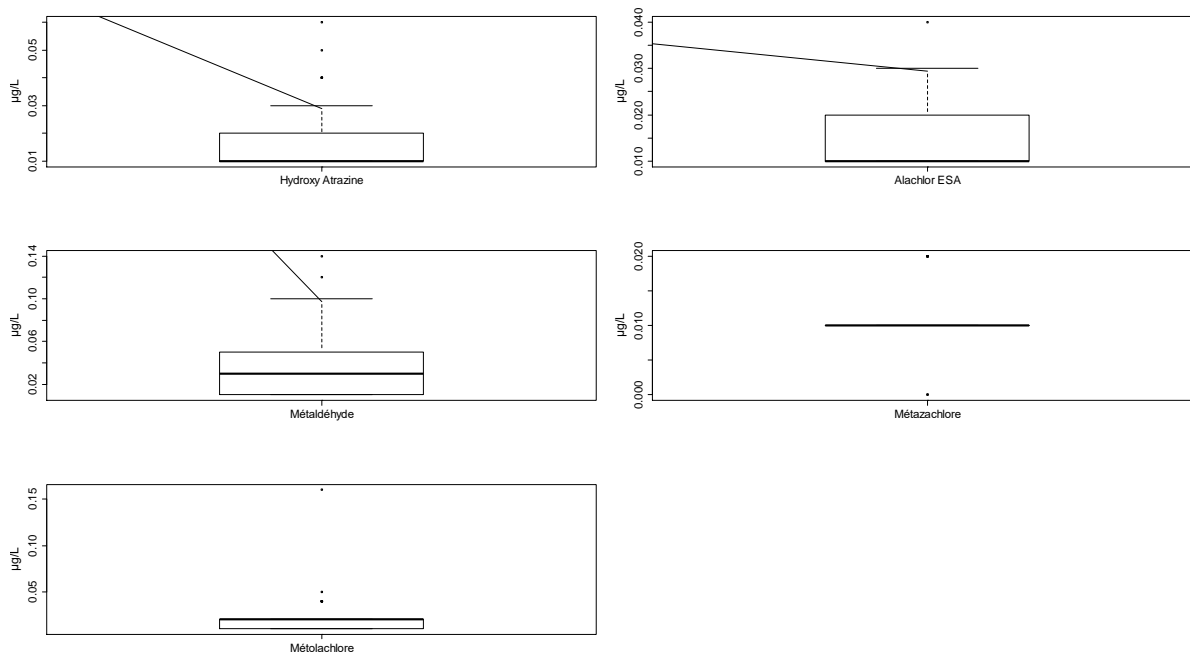 µg/L
0.05
0.03
0.01
Hydroxy Atrazine
µg/L
0.040
0.030
0.020
0.010
Alachlor ESA
µg/L
0.14
0.10
0.06
0.02
Métaldéhyde
µg/L
0.020
0.010
0.000
Métazachlore
µg/L
0.15
0.10
0.05
Métolachlore